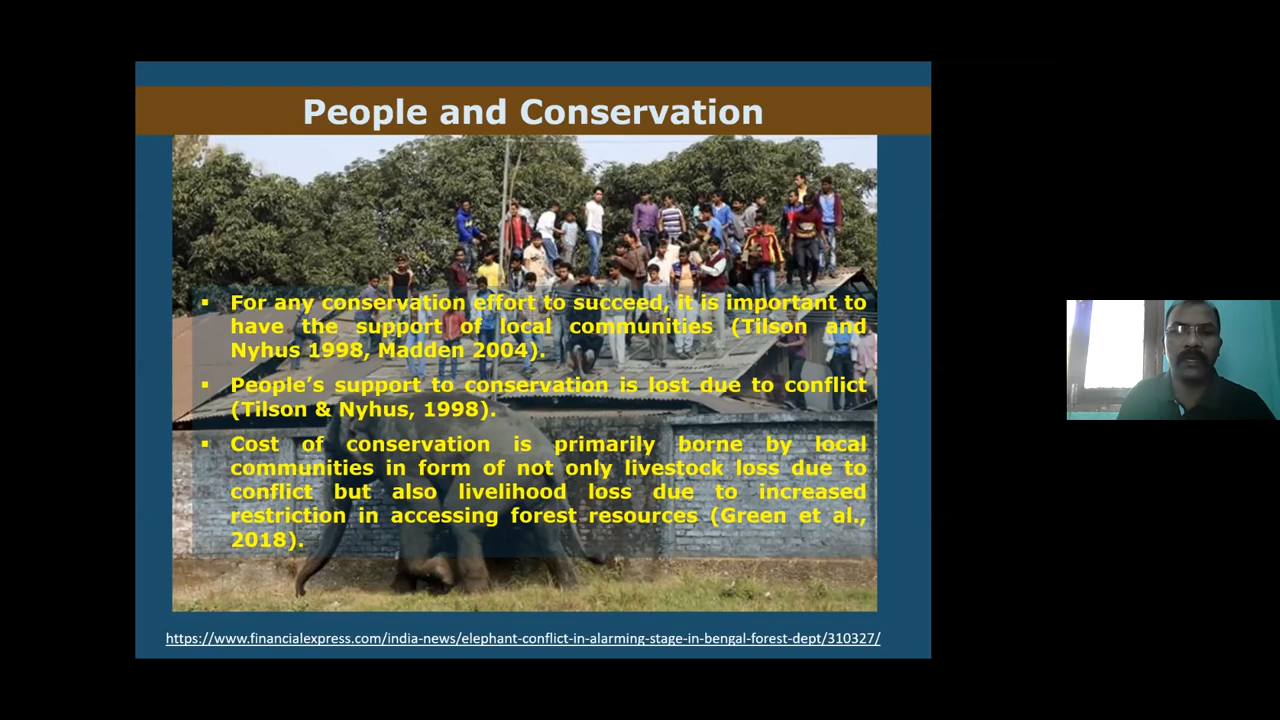 People and Conservation
▪ For any conservation effort to succeed, it is important to
have the support of local communities (Tilson and
Nyhus 1998, Madden 2004).
▪ People's support to conservation is lost due to conflict
(Tilson & Nyhus, 1998).
▪ Cost of conservation is primarily borne by local
communities in form of not only livestock loss due to
conflict but also livelihood loss due to increased
restriction in accessing forest resources (Green et al.,
2018).
https://www.financialexpress.com/india-news/elephant-conflict-in-alarming-stage-in-bengal-forest-dept/310327/